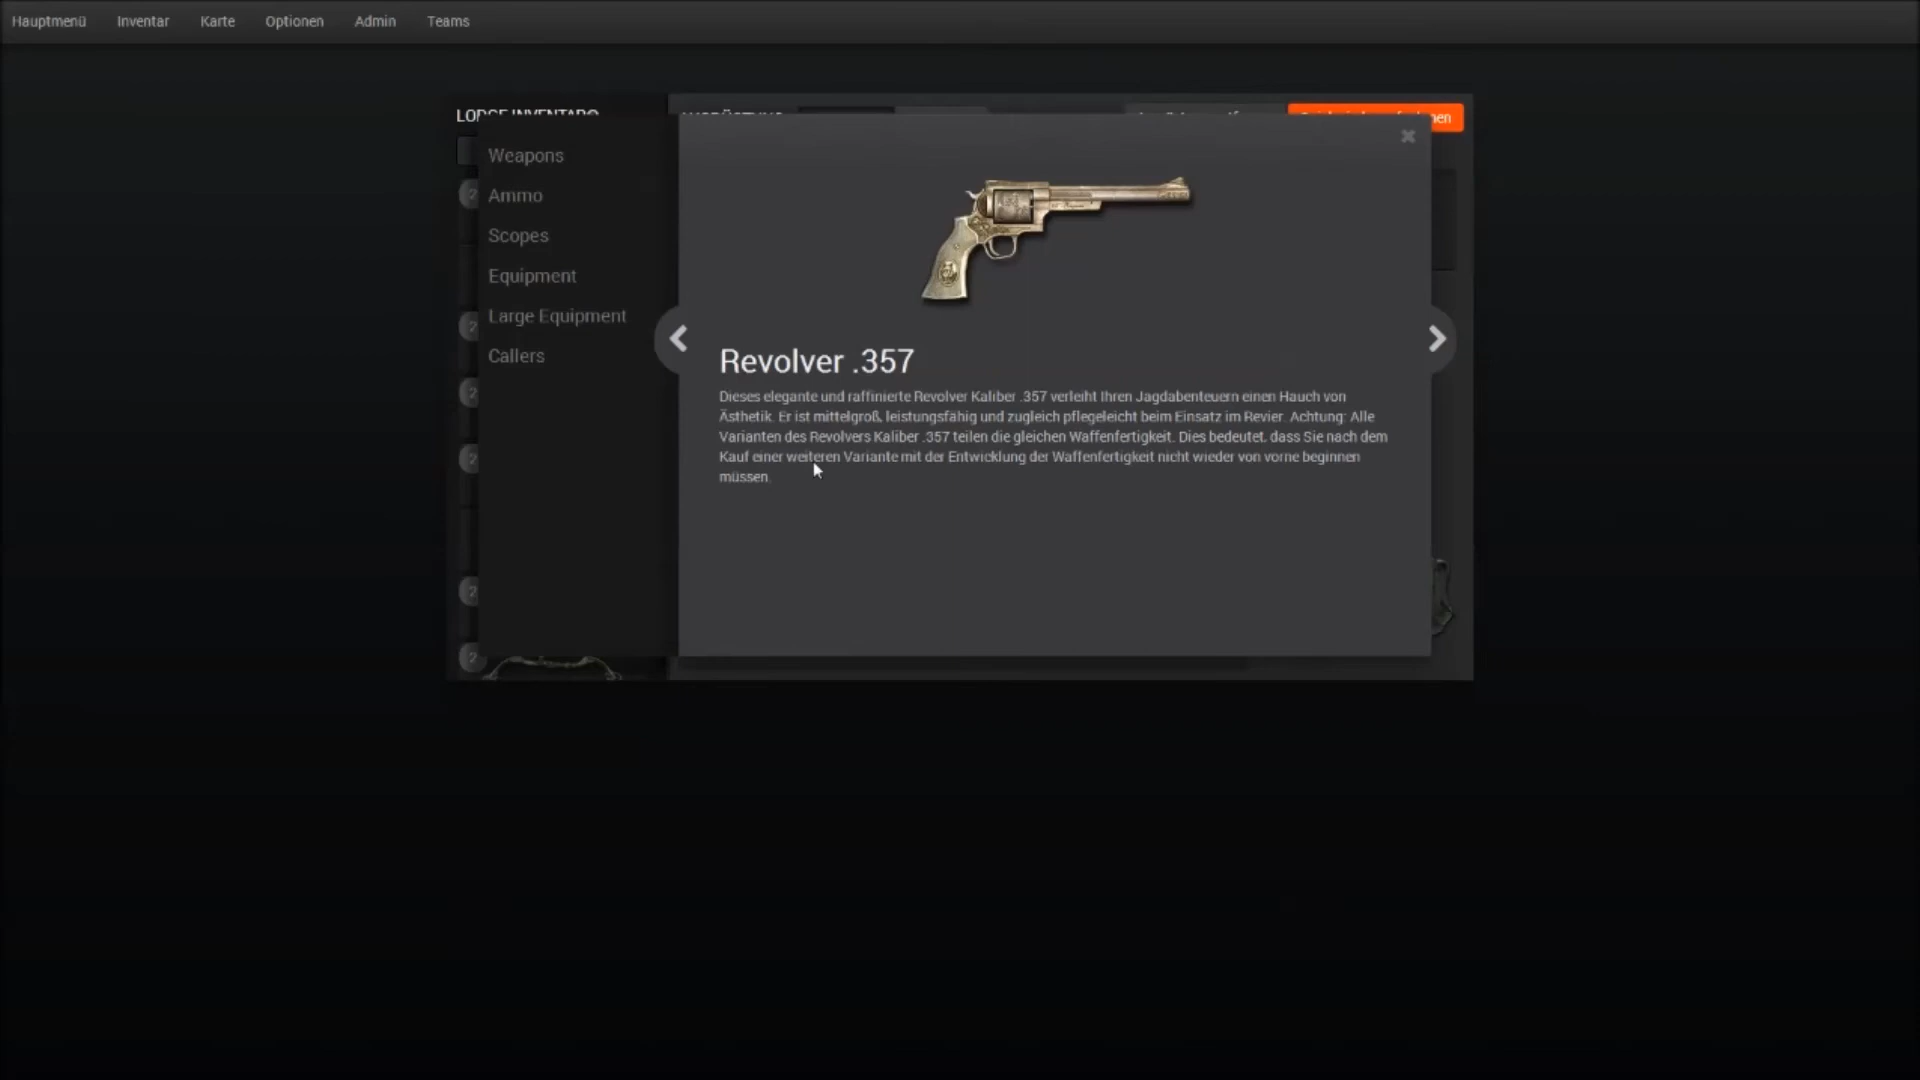 Hauptmenü Inventar Karte Optionen Admin Teams
Weapons
Ammo
Scopes
Equipment
Large Equipment
Callers
Revolver .357
Dieses elegante und raffinierte Revolver Kaliber .357 verleiht Ihren Jagdabenteuern einen Hauch von
Ästhetik. Er ist mittelgroß, leistungsfähig und zugleich pflegeleicht beim Einsatz im Revier. Achtung: Alle
Varianten des Revolvers Kaliber .357 teilen die gleichen Waffenfertigkeit. Dies bedeutet, dass Sie nach dem
Kauf einer weiteren Variante mit der Entwicklung der Waffenfertigkeit nicht wieder von vorne beginnen
müssen.